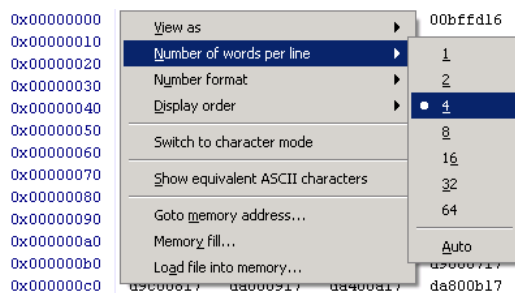 0x00000000
0x00000010
0x00000020
0x00000030
0x00000040
0x00000050
0x00000060
0x00000070
0x00000080
0x00000090
0x000000a0
0x000000b0
0x000000c0
View as
Number of words per line
Number format
Display order
Switch to character mode
Show equivalent ASCII characters
Goto memory address...
Memory fill...
Load file into memory...
00bffd16
1
2
4
8
16
32
64
Auto
da800b17